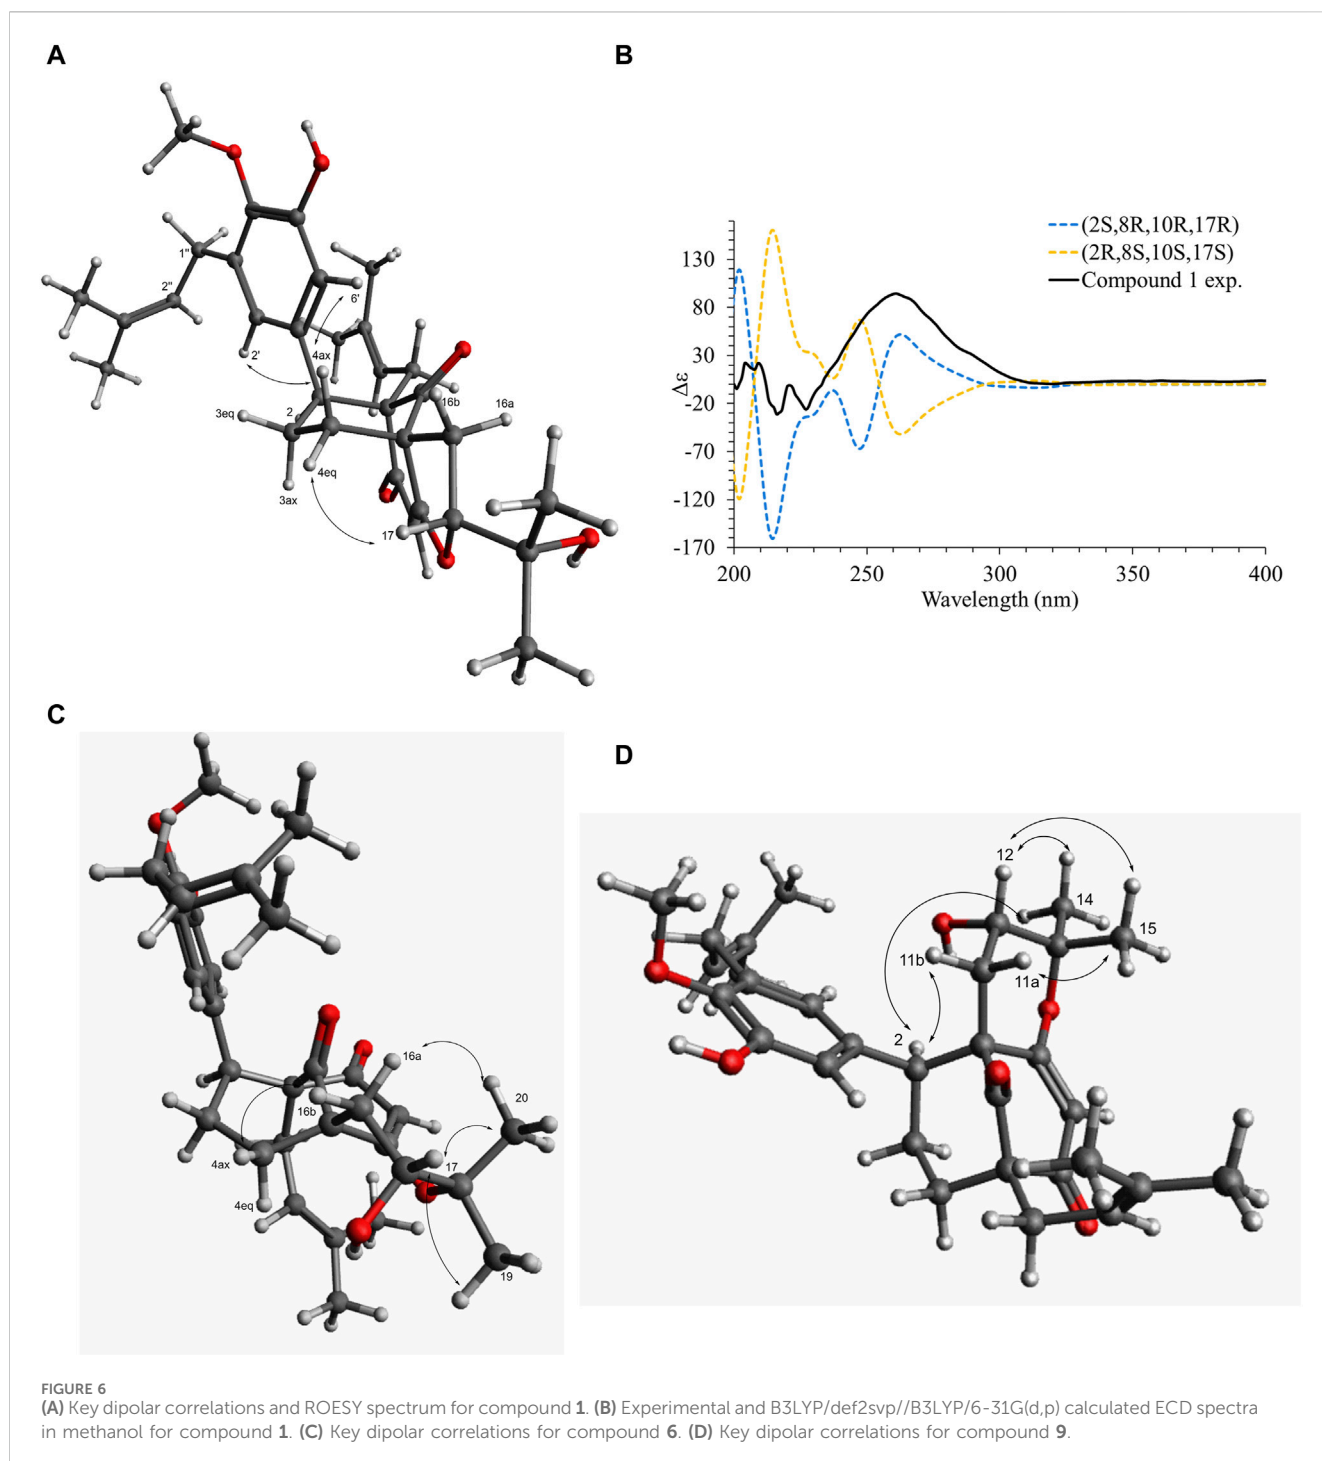 A
1"
2"
2'
6'
4ax
3eq
2
3ax
4eq
16b
16a
17
B
(2S,8R,10R,17R)
(2R,8S,10S,17S)
Compound 1 exp.
130
80
30
-20
-70
-120
-170
Δε
200 250 300 350 400
Wavelength (nm)
C
16a
16b
20
17
4ax
4eq
19
D
12
14
15
11b
11a
2
FIGURE 6
(A) Key dipolar correlations and ROESY spectrum for compound 1. (B) Experimental and B3LYP/def2svp//B3LYP/6-31G(d,p) calculated ECD spectra
in methanol for compound 1. (C) Key dipolar correlations for compound 6. (D) Key dipolar correlations for compound 9.